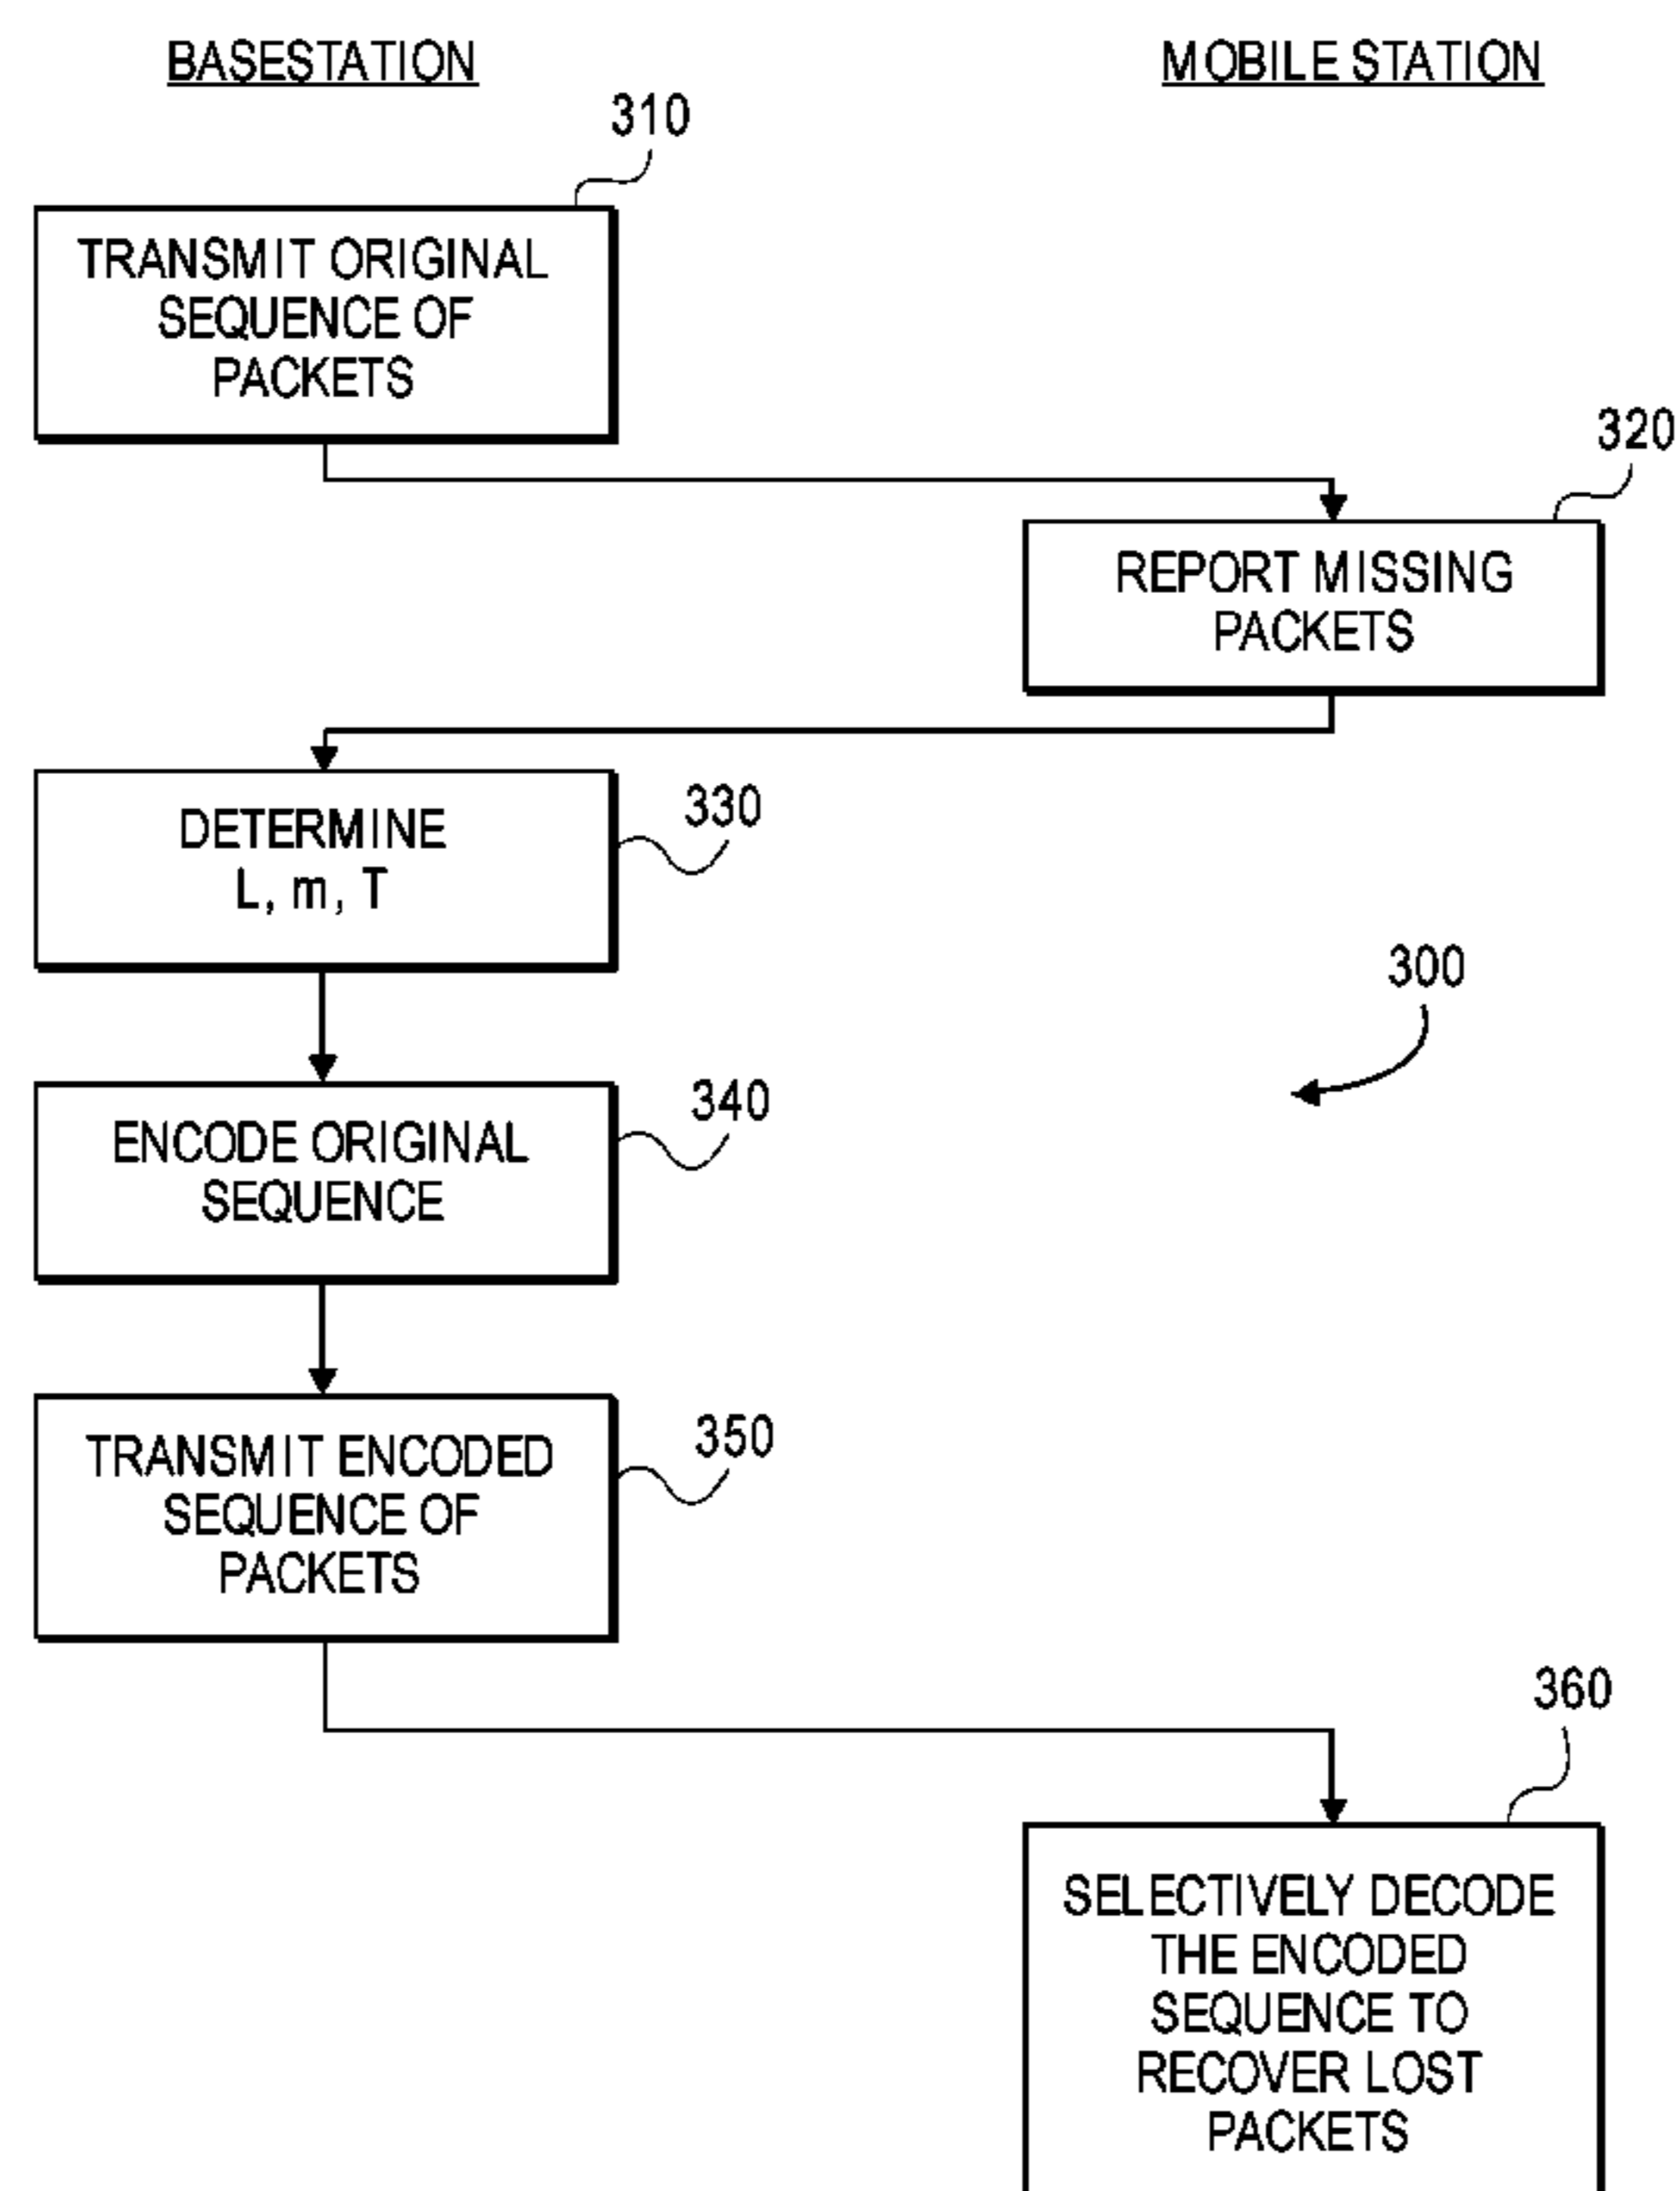 BASESTATION
MOBILE STATION
310
TRANSMIT ORIGINAL
SEQUENCE OF
PACKETS
320
REPORT MISSING
PACKETS
330
DETERMINE
L, m, T
300
340
ENCODE ORIGINAL
SEQUENCE
350
TRANSMIT ENCODED
SEQUENCE OF
PACKETS
360
SELECTIVELY DECODE
THE ENCODED
SEQUENCE TO
RECOVER LOST
PACKETS